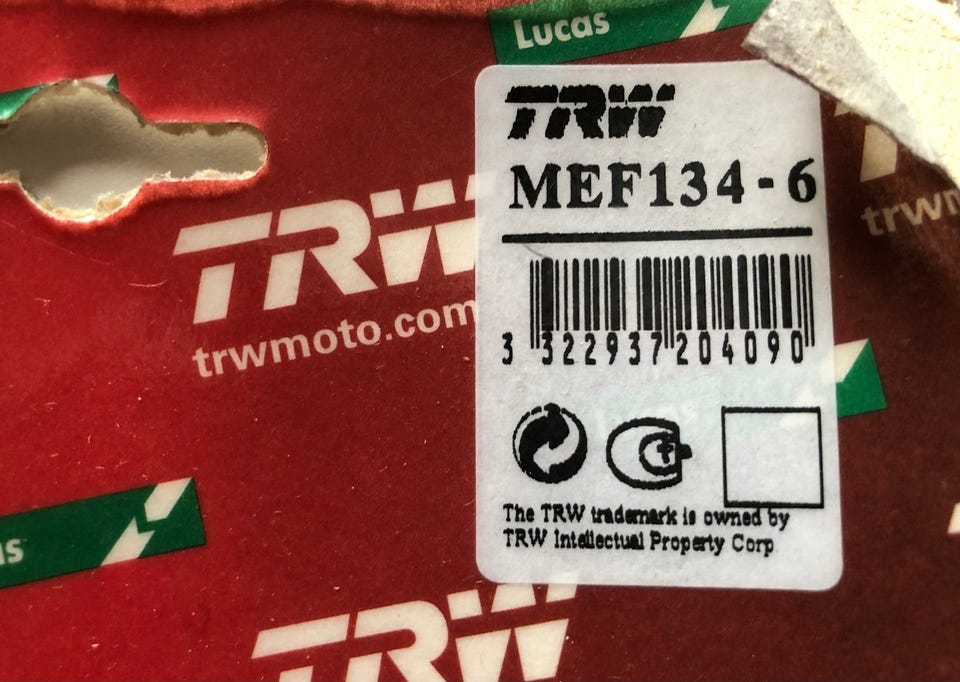 Lucas
TRW
MEF134-6
3 322937 204090
The TRW trademark is owned by
TRW Intellectual Property Corp
TRW
trwmoto.com
trwm
as
TRW